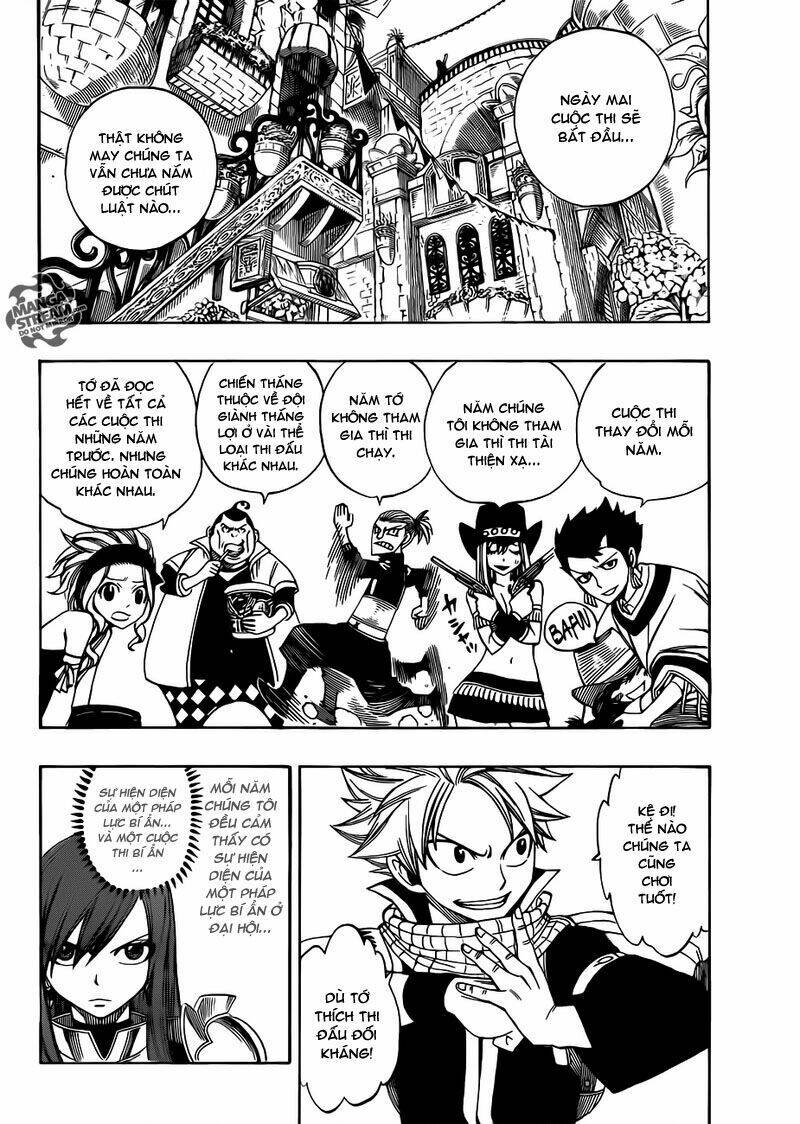 NGÀY MAI
CUỘC THI SẼ
BẮT ĐẦU...
THẬT KHÔNG
MAY CHÚNG TA
VẪN CHƯA NẮM
ĐƯỢC CHÚT
LUẬT NÀO...
MANGA
STREAM
CUỘC THI
THAY ĐỔI MỖI
NĂM.
NĂM CHÚNG
TÔI KHÔNG THAM
GIA THÌ THI TÀI
THIỆN XẠ...
NĂM TỚ
KHÔNG THAM
GIA THÌ THI
CHẠY.
CHIẾN THẮNG
THUỘC VỀ ĐỘI
GIÀNH THẮNG
LỢI Ở VÀI THỂ
LOẠI THI ĐẤU
KHÁC NHAU.
TỚ ĐÃ ĐỌC
HẾT VỀ TẤT CẢ
CÁC CUỘC THI
NHỮNG NĂM
TRƯỚC. NHƯNG
CHÚNG HOÀN TOÀN
KHÁC NHAU.
BAFIN!
KỆ ĐI!
THẾ NÀO
CHÚNG TA
CŨNG
CHƠI
TUỐT!
DÙ TỚ
THÍCH THI
ĐẤU ĐỐI
KHÁNG!
MỖI NĂM
CHÚNG TÔI
ĐỀU CẢM
THẤY CÓ
SỰ HIỆN
DIỆN CỦA
MỘT PHÁP
LỰC BÍ ẨN Ở
ĐẠI HỘI...
SỰ HIỆN DIỆN
CỦA MỘT PHÁP
LỰC BÍ ẨN...
VÀ MỘT CUỘC
THI BÍ ẨN
...